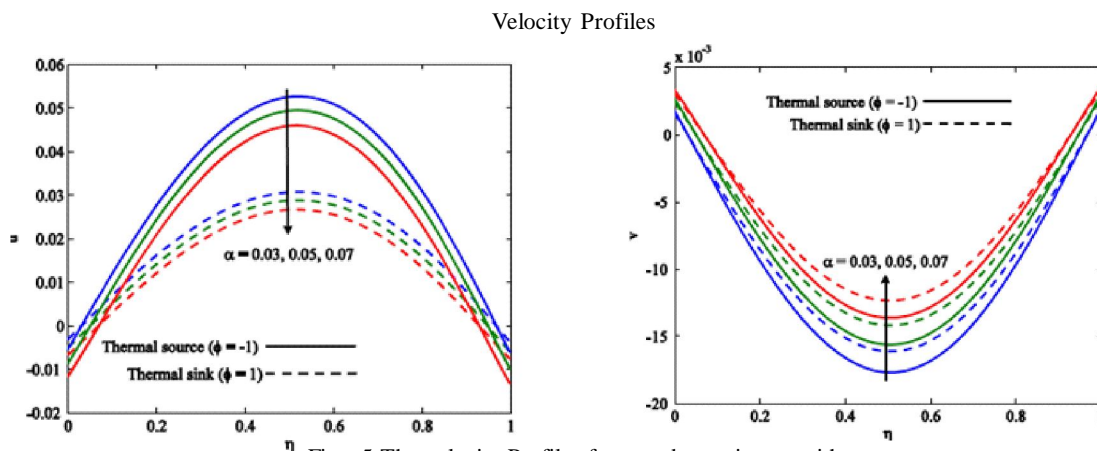 Velocity Profiles
0.06
0.05
0.04
0.03
0.02
0.01
0
-0.01
-0.02
u
α = 0.03, 0.05, 0.07
Thermal source (ϕ = -1)
Thermal sink (ϕ = 1)
0
0.2
0.4
0.6
0.8
1
η
x 10⁻³
5
0
-5
-10
-15
-20
v
Thermal source (ϕ = -1)
Thermal sink (ϕ = 1)
α = 0.03, 0.05, 0.07
0
0.2
0.4
0.6
0.8
η